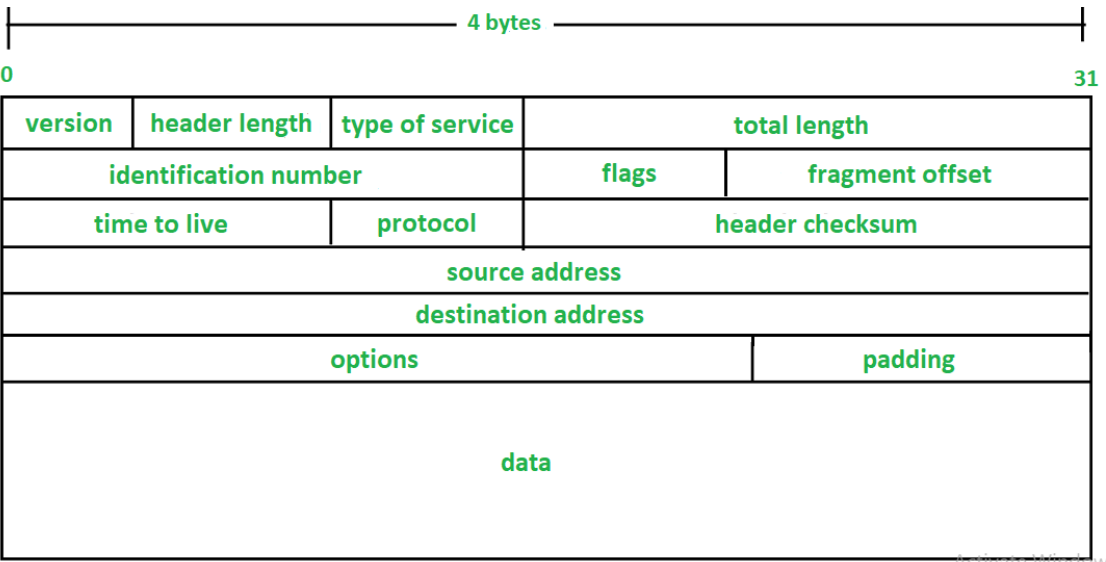 4 bytes
0 31
version header length type of service total length
identification number flags fragment offset
time to live protocol header checksum
source address
destination address
options padding
data